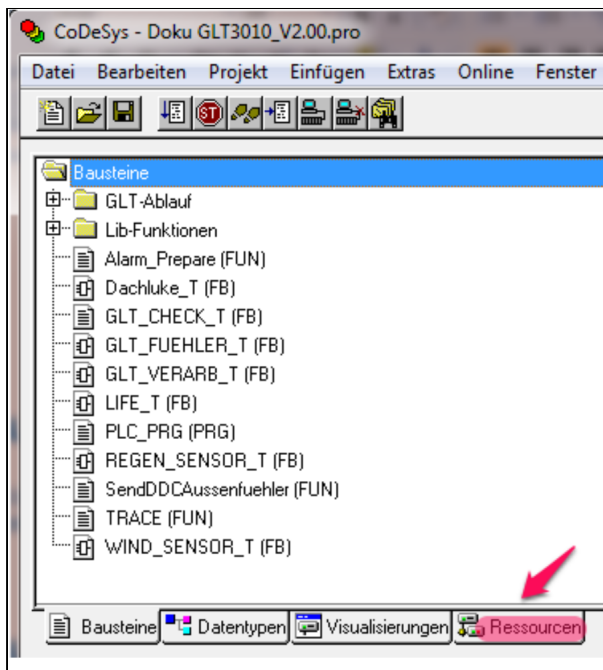 CoDeSys - Doku GLT3010_V2.00.pro
Datei Bearbeiten Projekt Einfügen Extras Online Fenster
ST
Bausteine
GLT-Ablauf
Lib-Funktionen
Alarm_Prepare (FUN)
Dachluke_T (FB)
GLT_CHECK_T (FB)
GLT_FUEHLER_T (FB)
GLT_VERARB_T (FB)
LIFE_T (FB)
PLC_PRG (PRG)
REGEN_SENSOR_T (FB)
SendDDCAussenfuehler (FUN)
TRACE (FUN)
WIND_SENSOR_T (FB)
Bausteine Datentypen Visualisierungen Ressourcen